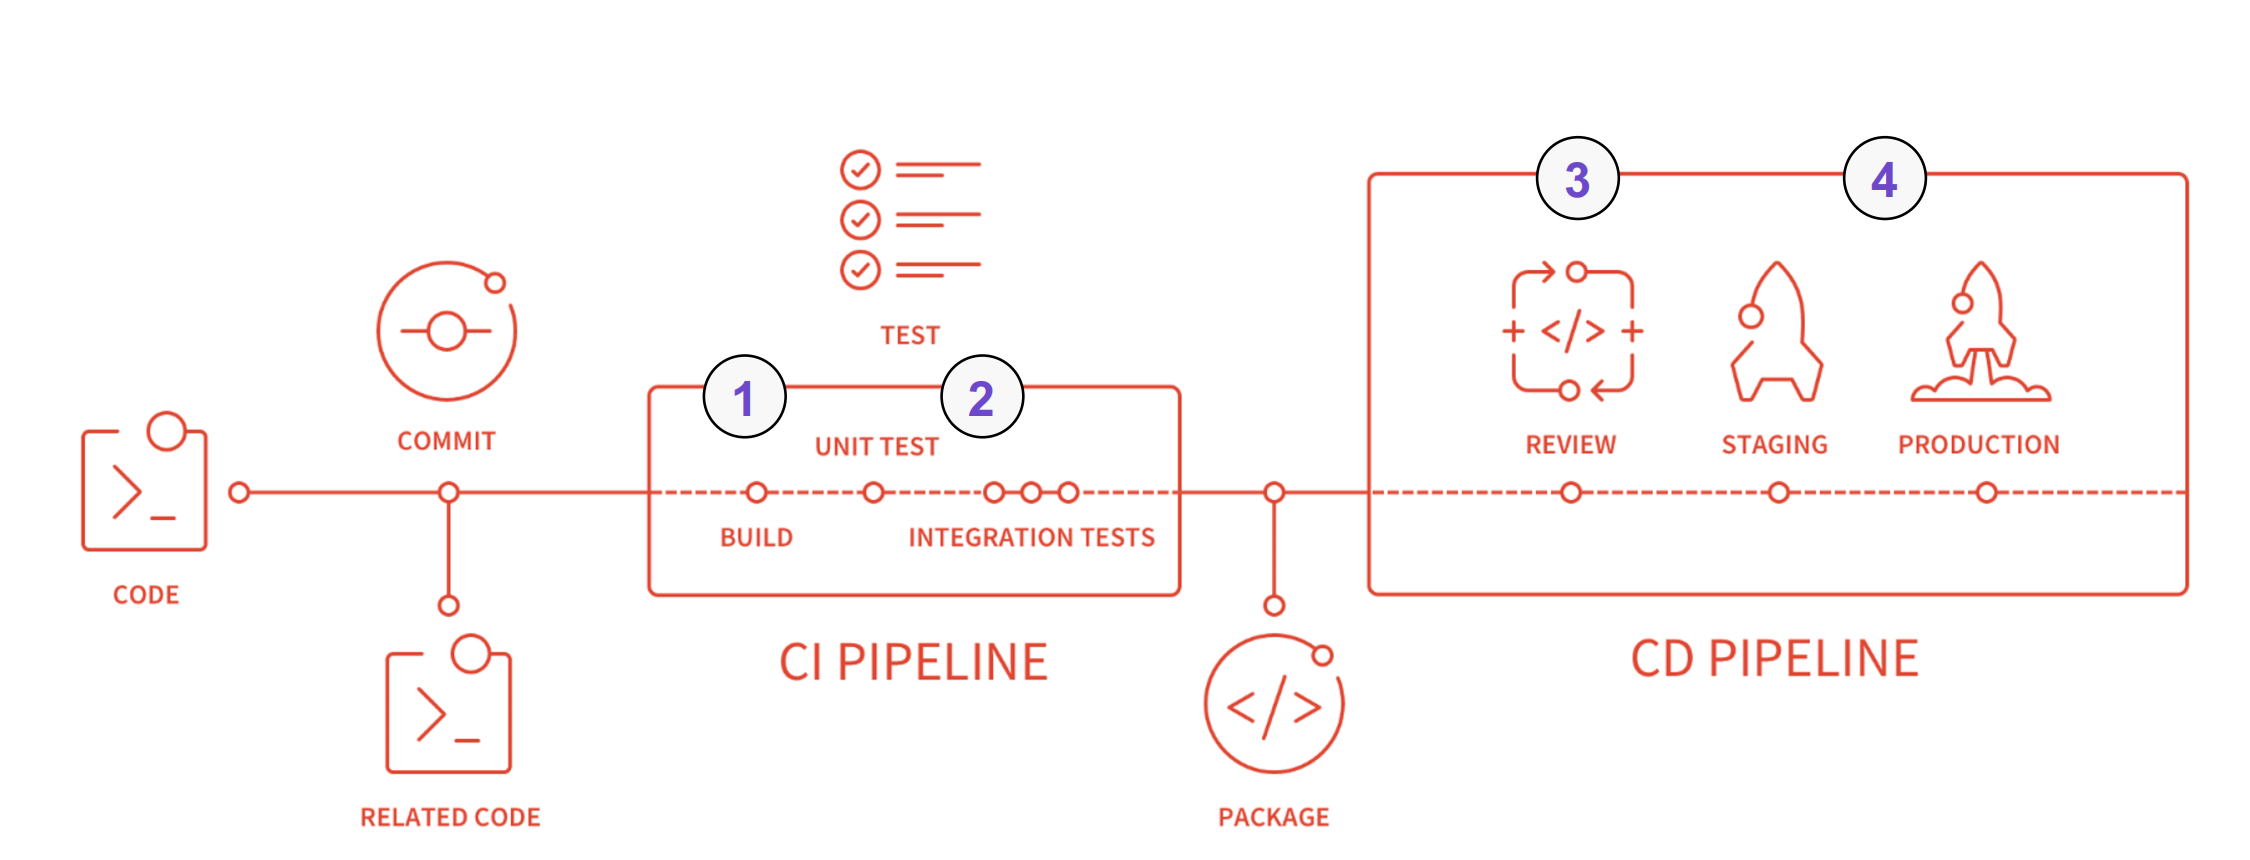 CODE
COMMIT
RELATED CODE
TEST
1
2
UNIT TEST
BUILD
INTEGRATION TESTS
CI PIPELINE
</>
PACKAGE
3
4
</>
REVIEW
STAGING
PRODUCTION
CD PIPELINE